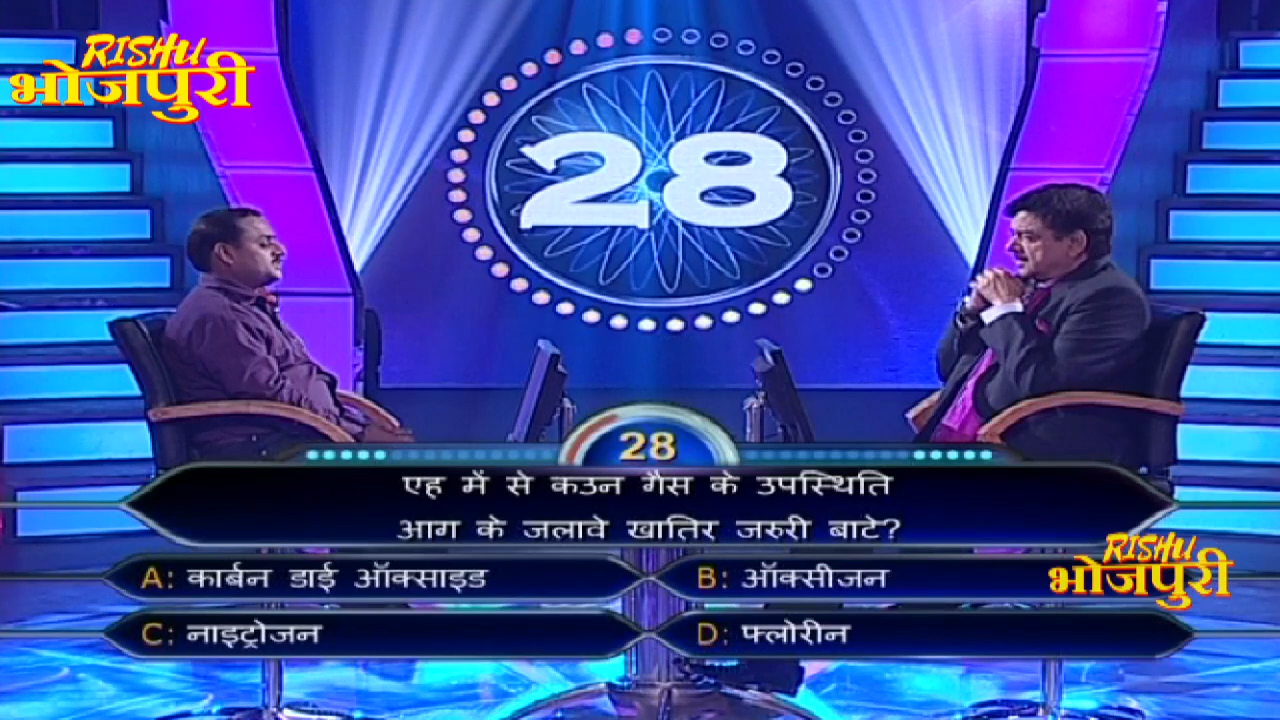 RISHU
भोजपुरी
28
28
एह में से कउन गैस के उपस्थिति
आग के जलावे खातिर जरुरी बाटे?
A: कार्बन डाई ऑक्साइड
B: ऑक्सीजन
C: नाइट्रोजन
D: फ्लोरीन
RISHU
भोजपुरी